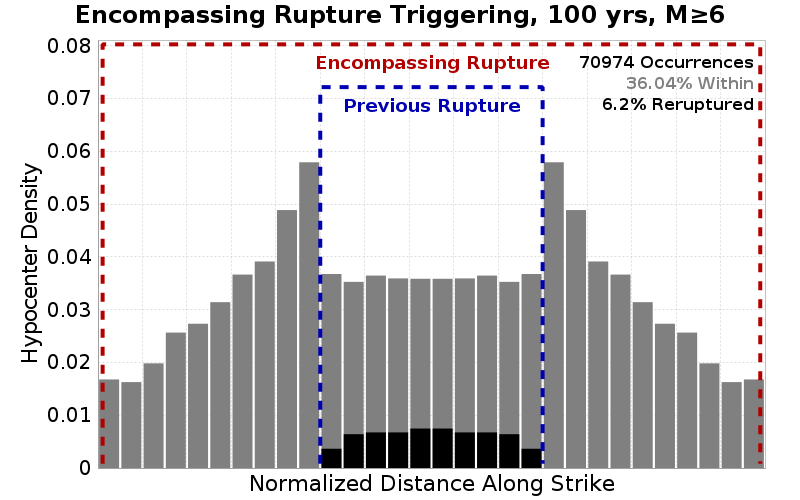 Encompassing Rupture Triggering, 100 yrs, M≥6
Encompassing Rupture
Previous Rupture
70974 Occurrences
36.04% Within
6.2% Reruptured
Hypocenter Density
0.08
0.07
0.06
0.05
0.04
0.03
0.02
0.01
0
Normalized Distance Along Strike